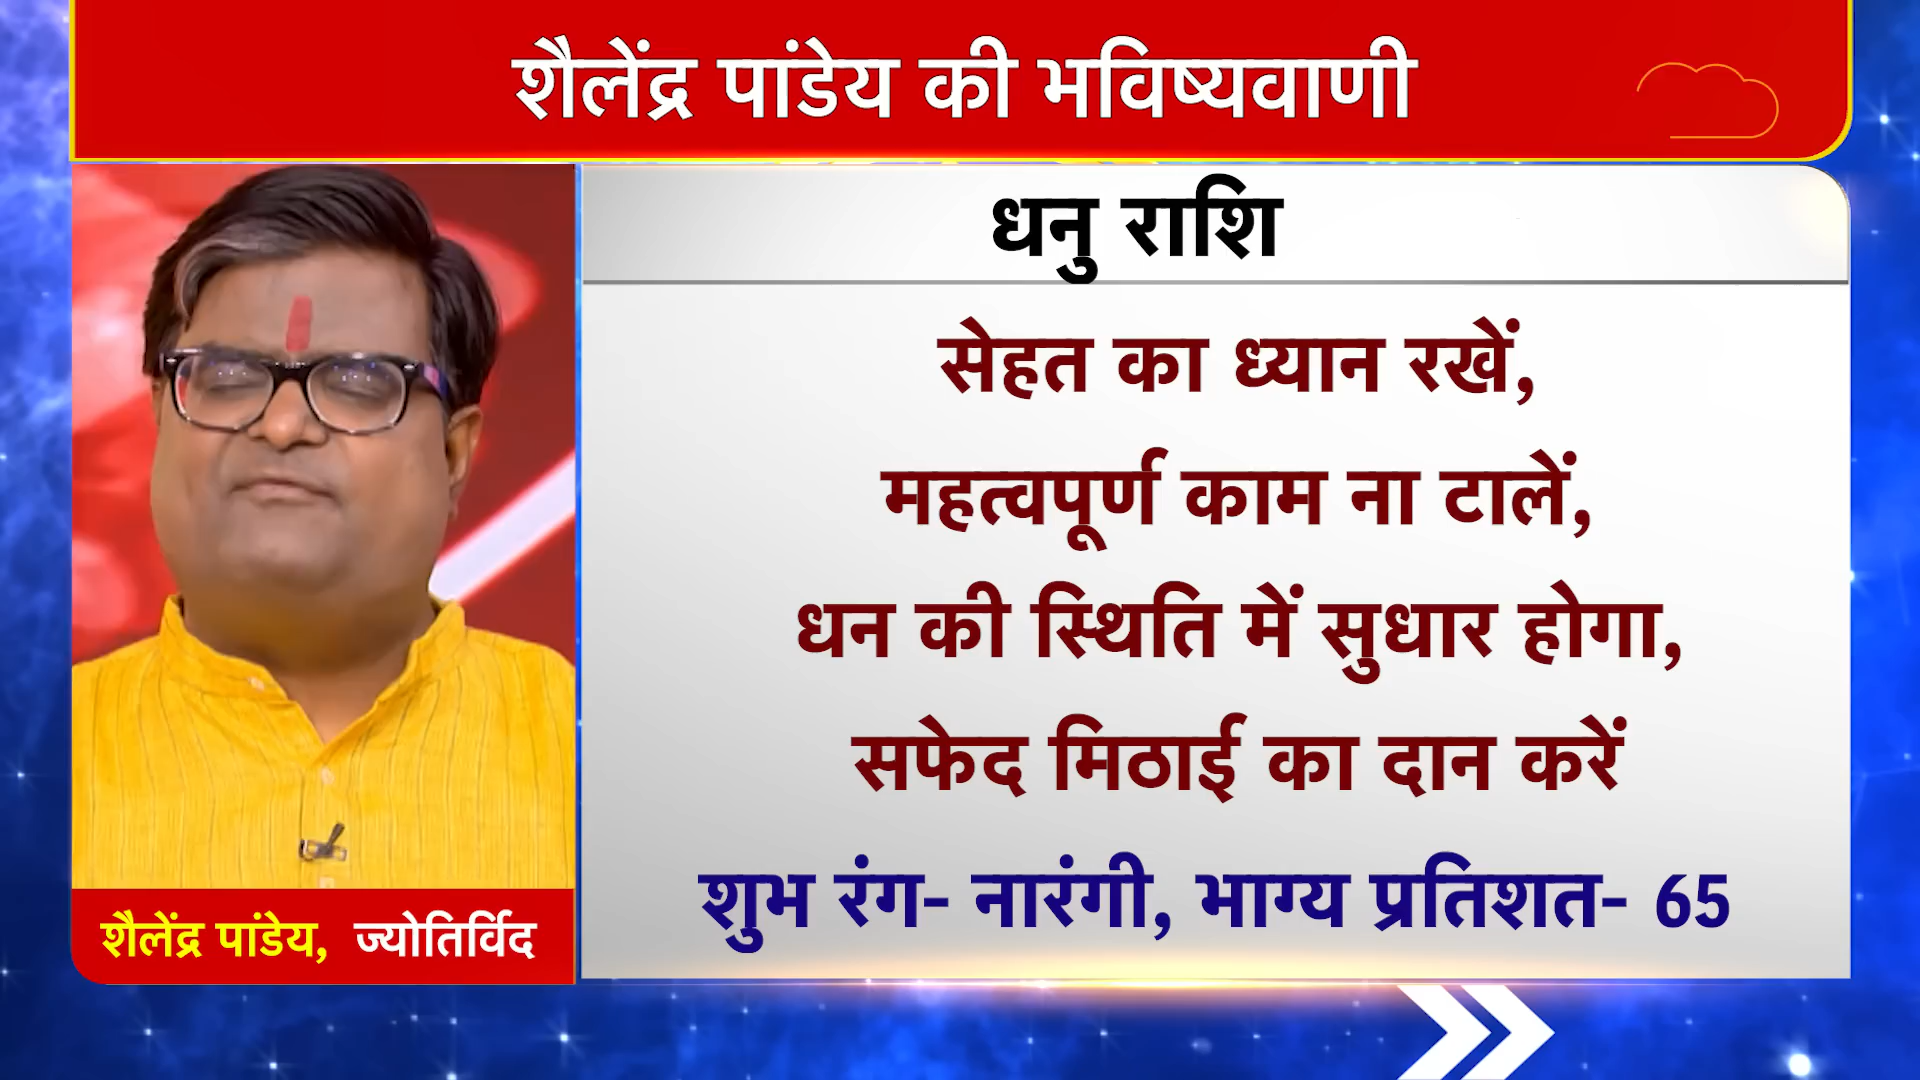 शैलेंद्र पांडेय की भविष्यवाणी
धनु राशि
सेहत का ध्यान रखें,
महत्वपूर्ण काम ना टालें,
धन की स्थिति में सुधार होगा,
सफेद मिठाई का दान करें
शुभ रंग- नारंगी, भाग्य प्रतिशत- 65
शैलेंद्र पांडेय, ज्योतिर्विद